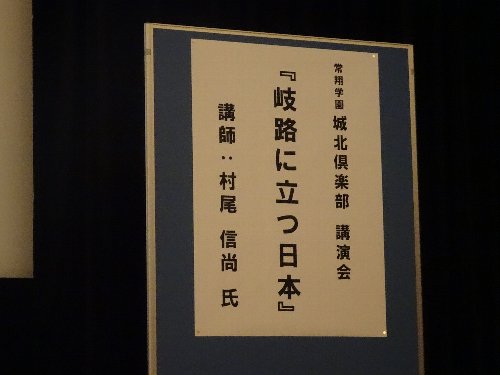 常翔学園 城北倶楽部 講演会
『岐路に立つ日本』
講師:村尾 信尚 氏